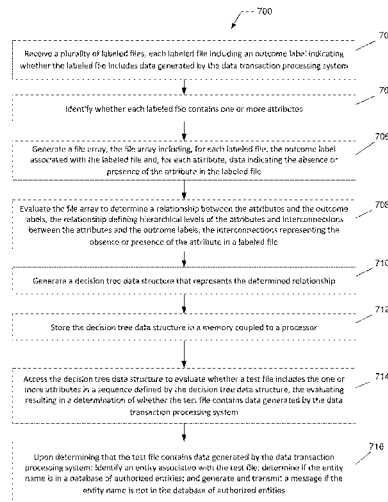 700
70
Receive a plurality of labeled files, each labeled file including an outcome label indicating
whether the labeled file includes data generated by the data transaction processing system
70
Identify whether each labeled file contains one or more attributes
706
Generate a file array, the file array including, for each labeled file, the outcome label
associated with the labeled file and, for each attribute, data indicating the absence or
presence of the attribute in the labeled file
708
Evaluate the file array to determine a relationship between the attributes and the outcome
labels, the relationship defining hierarchical levels of the attributes and interconnections
between the attributes and the outcome labels, the interconnections representing the
absence or presence of the attribute in a labeled file
710
Generate a decision tree data structure that represents the determined relationship
712
Store the decision tree data structure in a memory coupled to a processor
714
Access the decision tree data structure to evaluate whether a test file includes the one or
more attributes in a sequence defined by the decision tree data structure, the evaluating
resulting in a determination of whether the test file contains data generated by the data
transaction processing system
716
Upon determining that the test file contains data generated by the data transaction
processing system: identify an entity associated with the test file; determine if the entity
name is in a database of authorized entities; and generate and transmit a message if the
entity name is not in the database of authorized entities